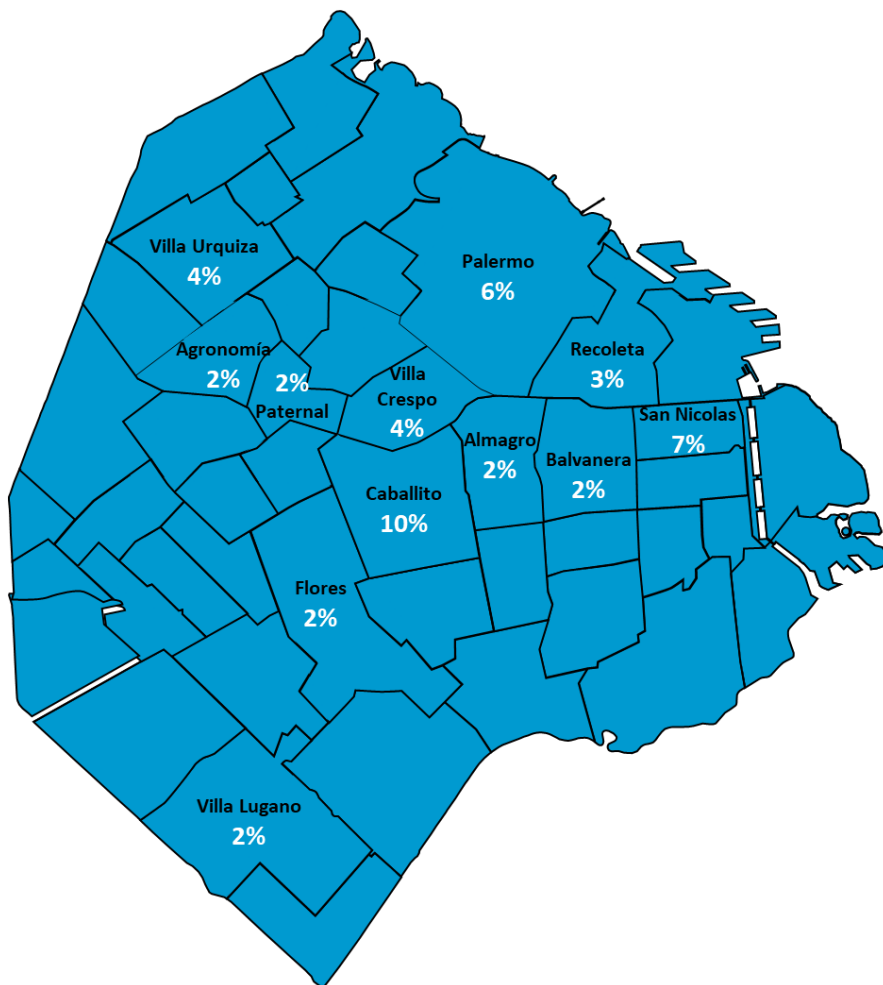 Villa Urquiza
4%
Palermo
6%
Agronomía
2%
2%
Paternal
Villa
Crespo
4%
Recoleta
3%
Almagro
2%
Balvanera
2%
San Nicolas
7%
Caballito
10%
Flores
2%
Villa Lugano
2%